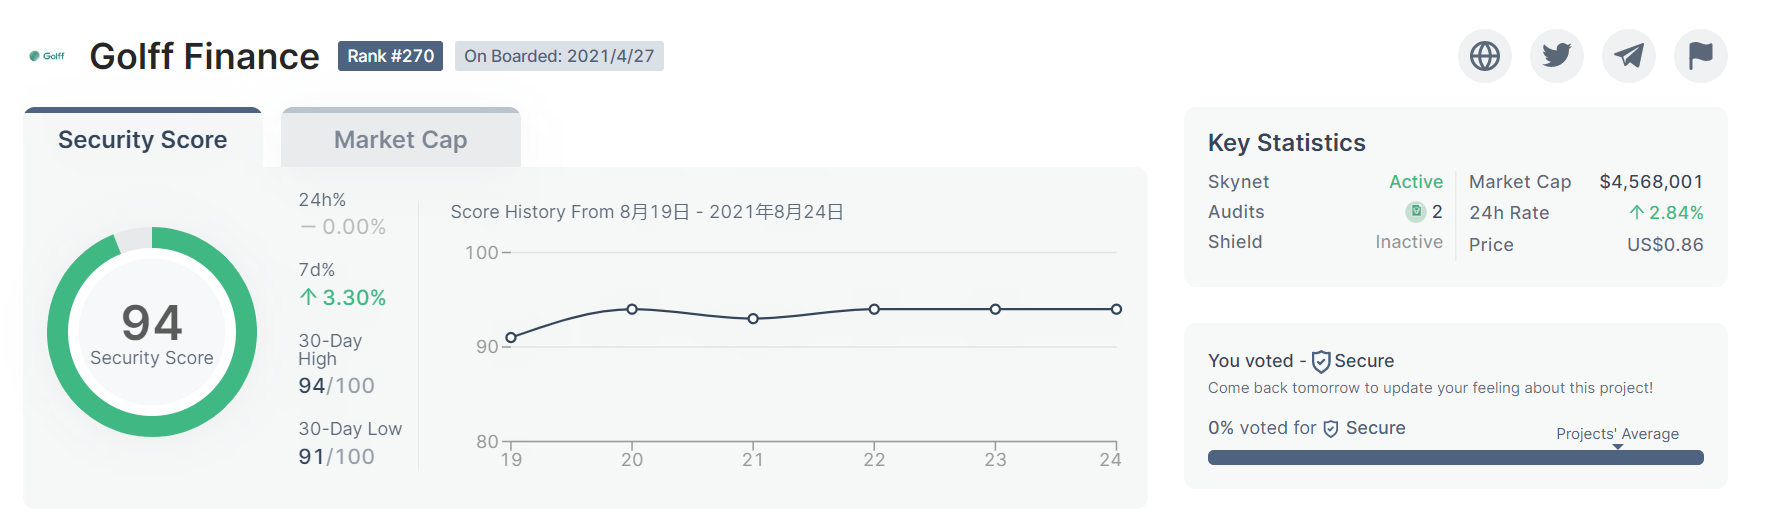 Golff
Golff Finance
Rank #270
On Boarded: 2021/4/27
Security Score
Market Cap
94
Security Score
24h%
— 0.00%
7d%
↑ 3.30%
30-Day
High
94/100
30-Day Low
91/100
Score History From 8月19日 - 2021年8月24日
100
90
80
19 20 21 22 23 24
Key Statistics
Skynet Active
Audits 2
Shield Inactive
Market Cap $4,568,001
24h Rate ↑ 2.84%
Price US$0.86
You voted - Secure
Come back tomorrow to update your feeling about this project!
0% voted for Secure
Projects' Average